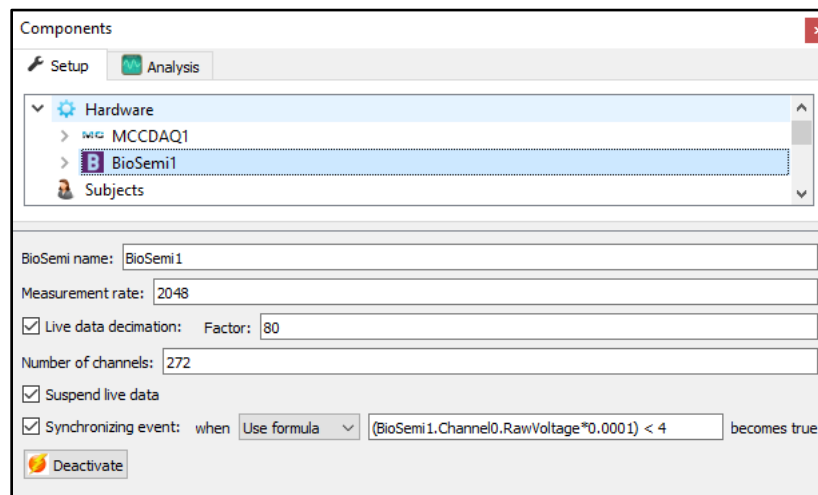 Components
Setup Analysis
Hardware
MC MCCDAQ1
B BioSemi1
Subjects
BioSemi name: BioSemi1
Measurement rate: 2048
Live data decimation: Factor: 80
Number of channels: 272
Suspend live data
Synchronizing event: when Use formula (BioSemi1.Channel0.RawVoltage*0.0001) < 4 becomes true
Deactivate